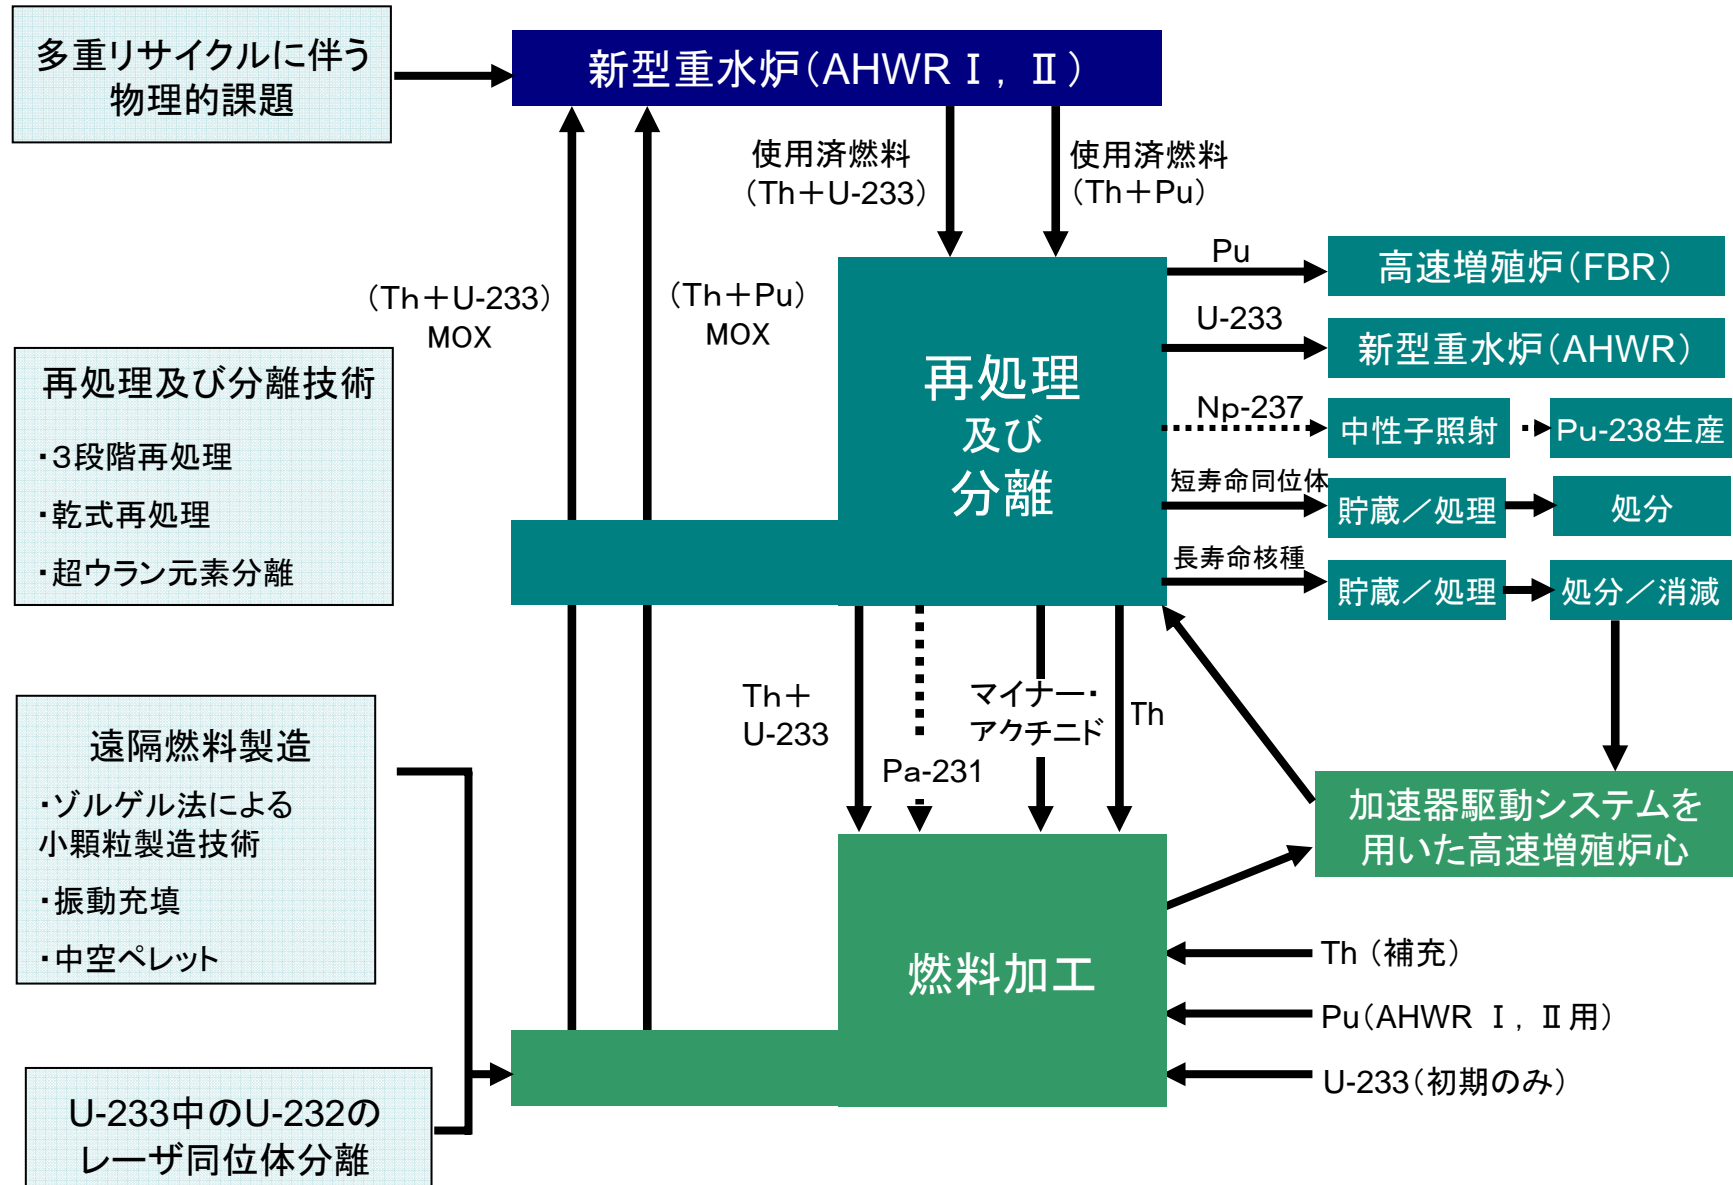 多重リサイクルに伴う
物理的課題
新型重水炉（AHWR Ⅰ，Ⅱ）
使用済燃料
（Th＋U-233）
使用済燃料
（Th＋Pu）
（Th＋U-233）
MOX
（Th＋Pu）
MOX
再処理及び分離技術
・３段階再処理
・乾式再処理
・超ウラン元素分離
再処理
及び
分離
Pu
高速増殖炉（FBR）
U-233
新型重水炉（AHWR）
Np-237
中性子照射
Pu-238生産
短寿命同位体
貯蔵／処理
処分
長寿命核種
貯蔵／処理
処分／消滅
Th＋
U-233
Pa-231
マイナー・
アクチニド
Th
遠隔燃料製造
・ゾルゲル法による
小顆粒製造技術
・振動充填
・中空ペレット
加速器駆動システムを
用いた高速増殖炉心
燃料加工
Th（補充）
Pu（AHWR Ⅰ，Ⅱ用）
U-233（初期のみ）
U-233中のU-232の
レーザ同位体分離